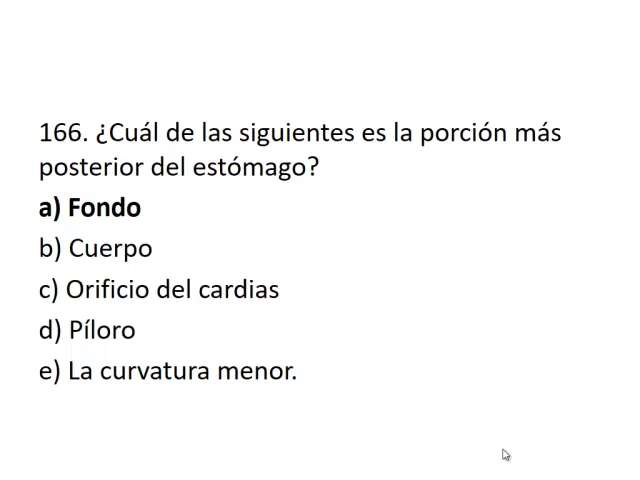 166. ¿Cuál de las siguientes es la porción más
posterior del estómago?
a) Fondo
b) Cuerpo
c) Orificio del cardias
d) Píloro
e) La curvatura menor.